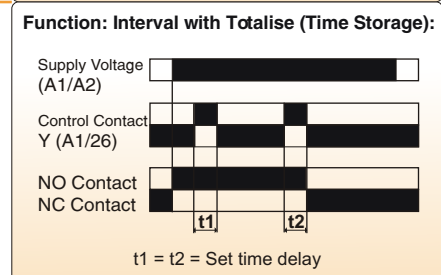 Function: Interval with Totalise (Time Storage):
Supply Voltage
(A1/A2)
Control Contact
Y (A1/26)
NO Contact
NC Contact
t1
t2
t1 = t2 = Set time delay